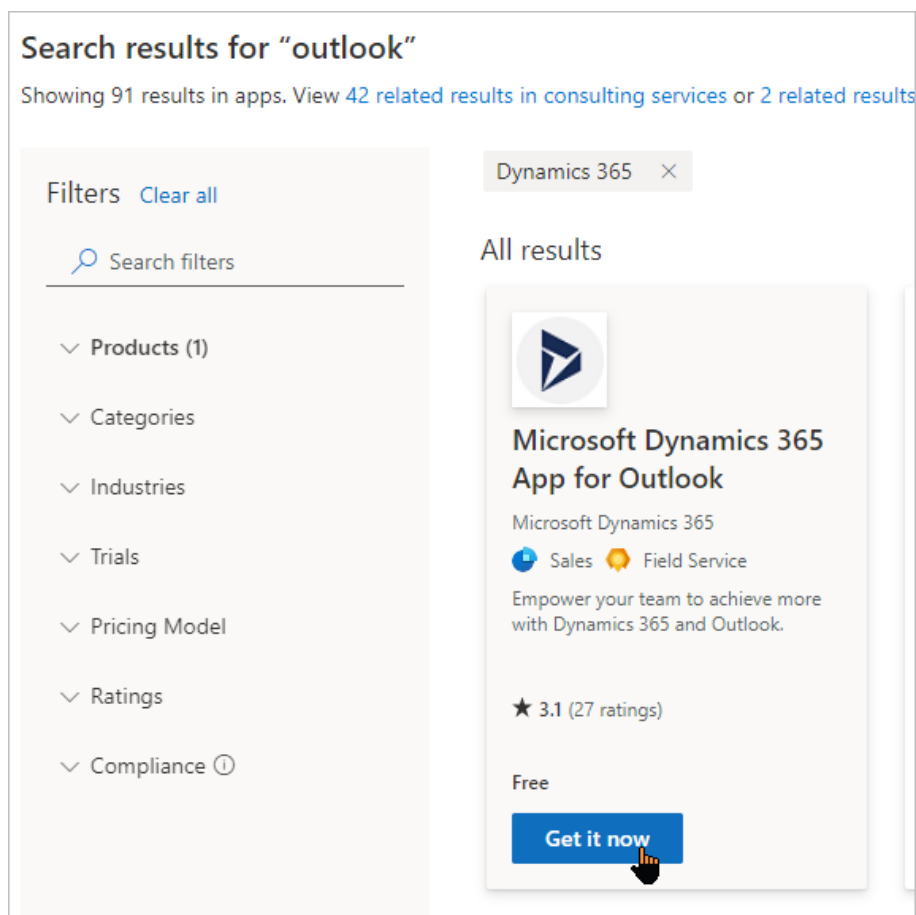 Search results for “outlook”
Showing 91 results in apps. View 42 related results in consulting services or 2 related results
Filters Clear all
Search filters
Products (1)
Categories
Industries
Trials
Pricing Model
Ratings
Compliance
Dynamics 365
All results
Microsoft Dynamics 365
App for Outlook
Microsoft Dynamics 365
Sales Field Service
Empower your team to achieve more
with Dynamics 365 and Outlook.
3.1 (27 ratings)
Free
Get it now